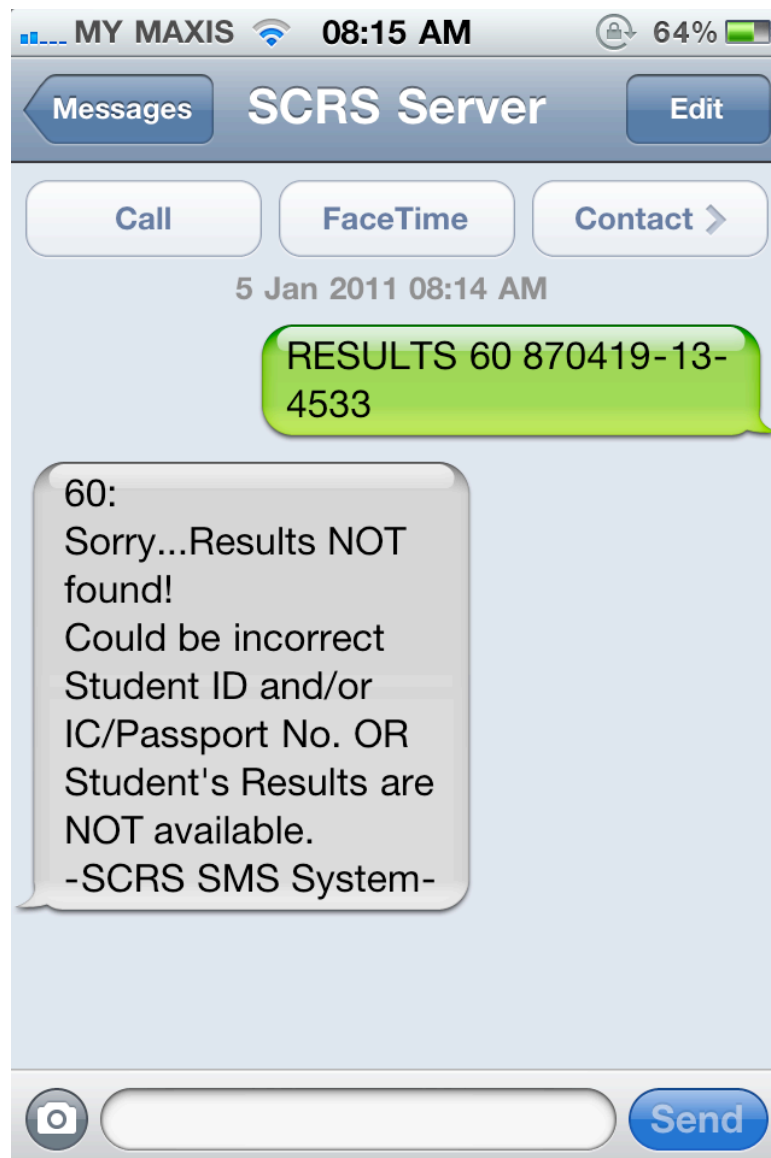 MY MAXIS 08:15 AM 64%
Messages SCRS Server Edit
Call FaceTime Contact
5 Jan 2011 08:14 AM
RESULTS 60 870419-13-
4533
60:
Sorry...Results NOT
found!
Could be incorrect
Student ID and/or
IC/Passport No. OR
Student's Results are
NOT available.
-SCRS SMS System-
Send